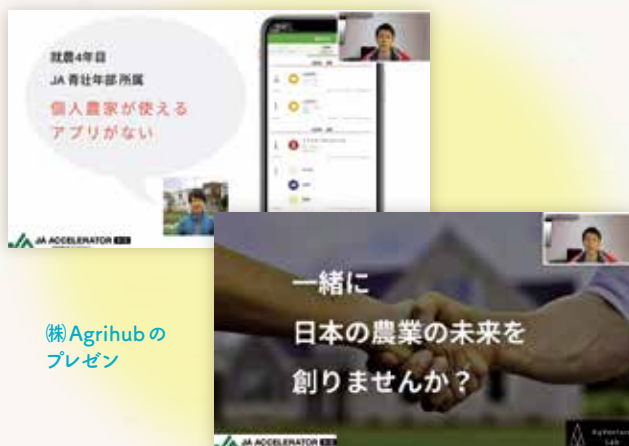 就農4年目
JA 青壮年部 所属
個人農家が使える
アプリがない
JA ACCELERATOR
一緒に
日本の農業の未来を
創りませんか？
㈱Agrihubの
プレゼン
JA ACCELERATOR
AgVenture
Lab